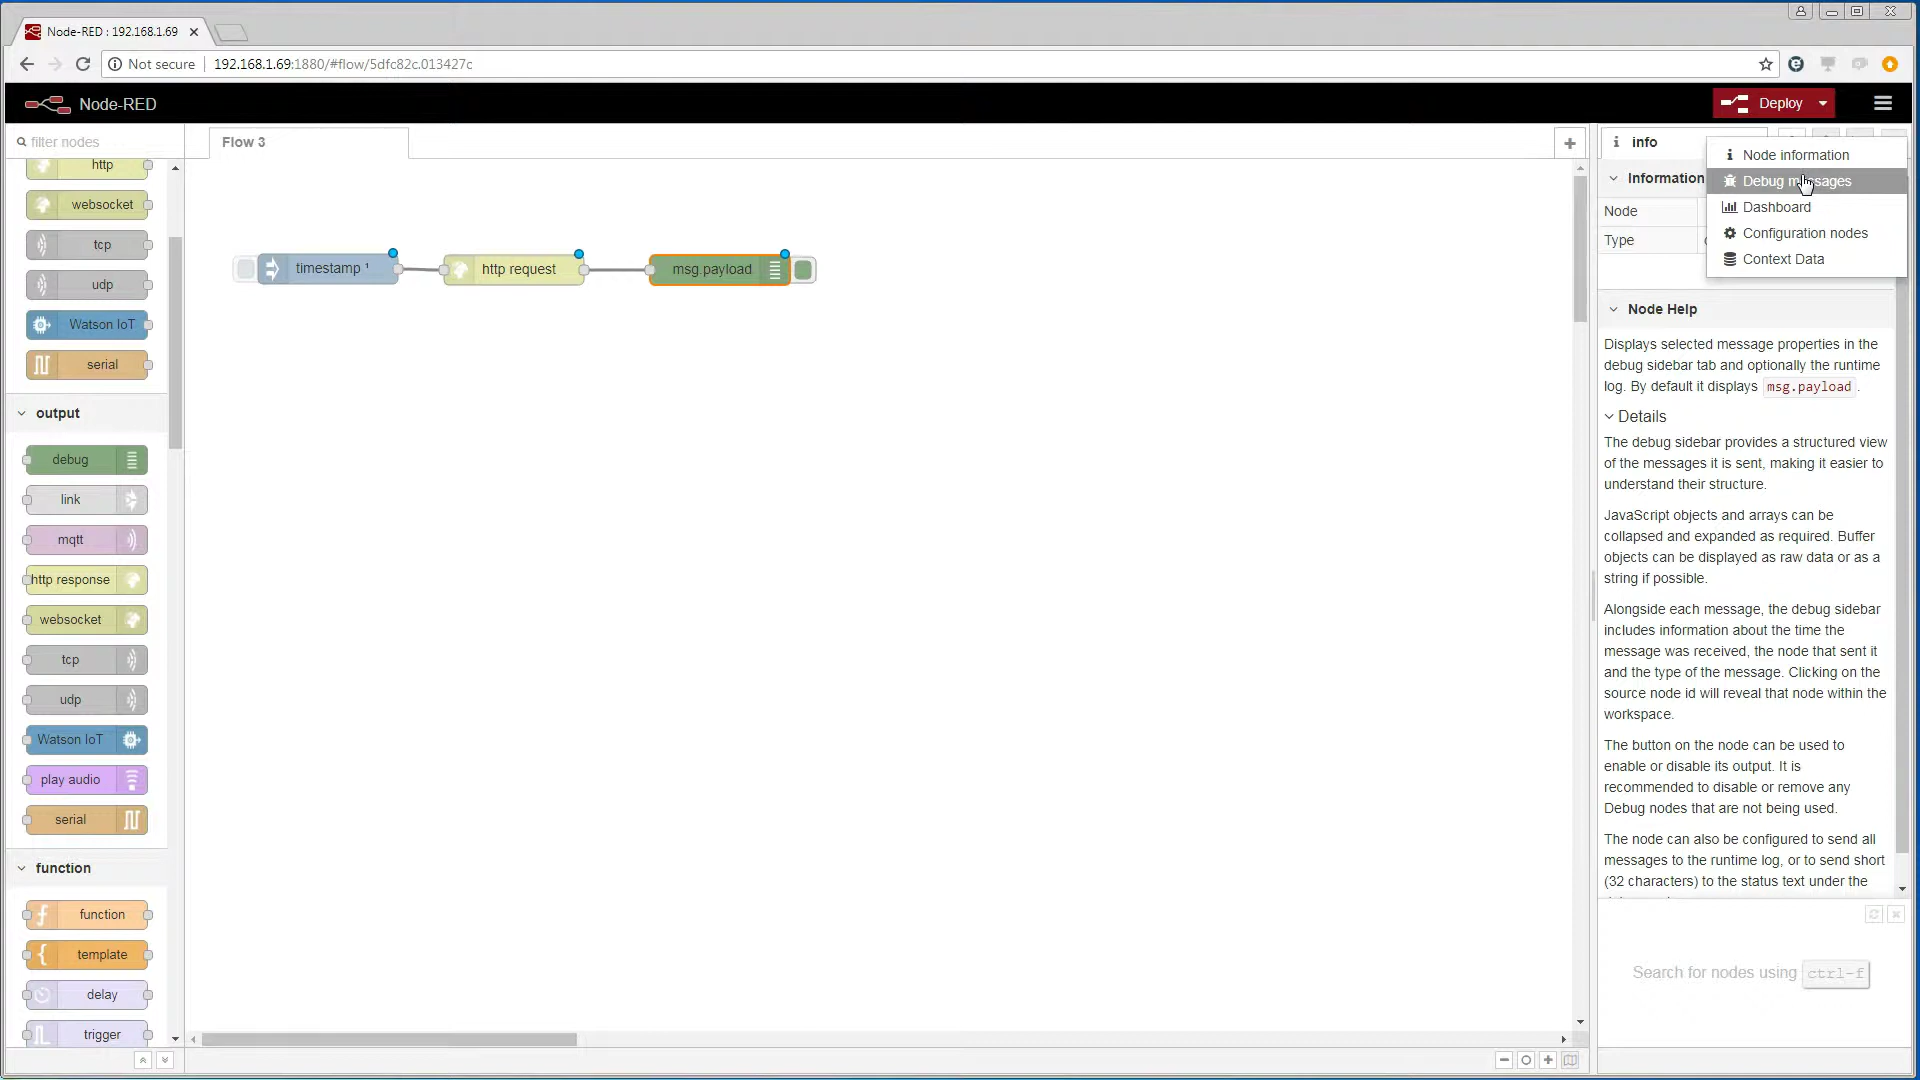 Node-RED : 192.168.1.69
Not secure
192.168.1.69:1880/#flow/5dfc82c.013427c
Node-RED
Deploy
filter nodes
Flow 3
info
http
websocket
tcp
udp
Watson IoT
serial
output
debug
link
mqtt
http response
websocket
tcp
udp
Watson IoT
play audio
serial
function
function
template
delay
trigger
timestamp ¹
http request
msg.payload
Node information
Debug messages
Dashboard
Configuration nodes
Context Data
Information
Node
Type
Node Help
Displays selected message properties in the
debug sidebar tab and optionally the runtime
log. By default it displays msg.payload .
Details
The debug sidebar provides a structured view
of the messages it is sent, making it easier to
understand their structure.
JavaScript objects and arrays can be
collapsed and expanded as required. Buffer
objects can be displayed as raw data or as a
string if possible.
Alongside each message, the debug sidebar
includes information about the time the
message was received, the node that sent it
and the type of the message. Clicking on the
source node id will reveal that node within the
workspace.
The button on the node can be used to
enable or disable its output. It is
recommended to disable or remove any
Debug nodes that are not being used.
The node can also be configured to send all
messages to the runtime log, or to send short
(32 characters) to the status text under the
Search for nodes using ctrl-f